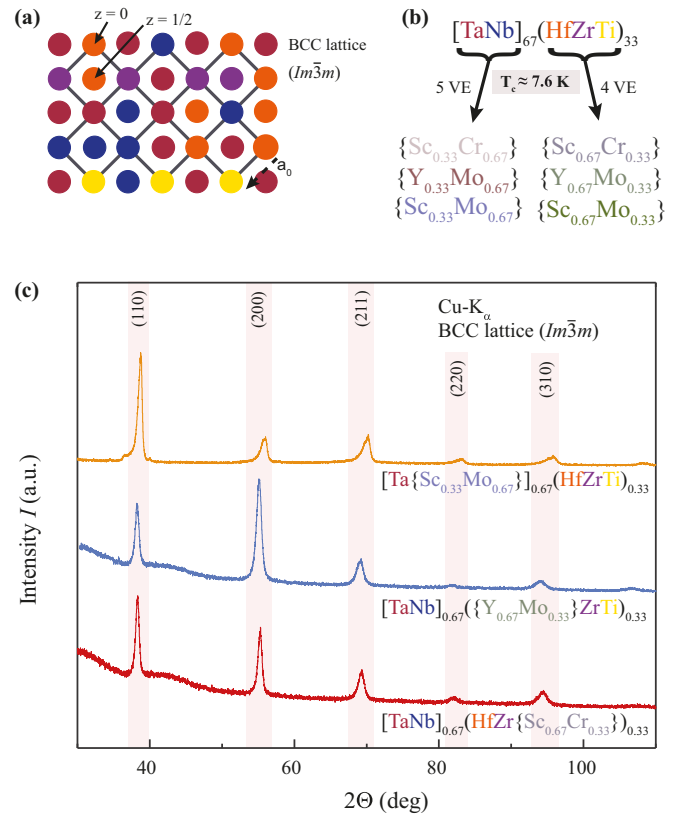 (a)
z = 0
z = 1/2
BCC lattice
(Im3̅m)
a₀
(b)
[TaNb]₆₇(HfZrTi)₃₃
5 VE
T_c ≈ 7.6 K
4 VE
{Sc₀.₃₃Cr₀.₆₇}
{Sc₀.₆₇Cr₀.₃₃}
{Y₀.₃₃Mo₀.₆₇}
{Y₀.₆₇Mo₀.₃₃}
{Sc₀.₃₃Mo₀.₆₇}
{Sc₀.₆₇Mo₀.₃₃}
(c)
(110)
(200)
(211)
(220)
(310)
Cu-K_α
BCC lattice (Im3̅m)
[Ta{Sc₀.₃₃Mo₀.₆₇}]₀.₆₇(HfZrTi)₀.₃₃
[TaNb]₀.₆₇({Y₀.₆₇Mo₀.₃₃}ZrTi)₀.₃₃
[TaNb]₀.₆₇(HfZr{Sc₀.₆₇Cr₀.₃₃})₀.₃₃
Intensity I (a.u.)
40
60
80
100
2Θ (deg)